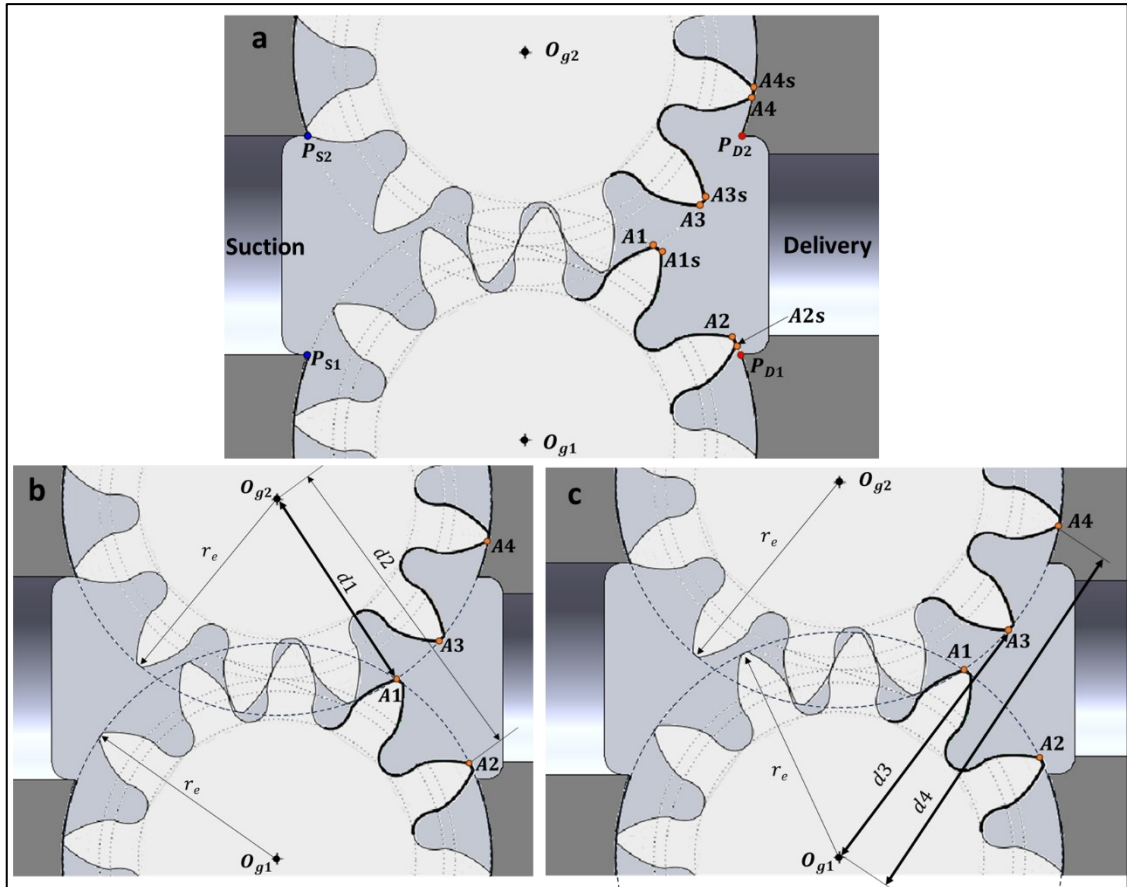 a
O_g2
A4s
A4
P_S2
P_D2
A3s
A3
Suction
A1
A1s
Delivery
A2
A2s
P_S1
P_D1
O_g1
b
O_g2
r_e
d2
d1
A4
A3
A1
A2
r_e
O_g1
c
O_g2
r_e
A4
A3
A1
A2
r_e
d3
d4
O_g1